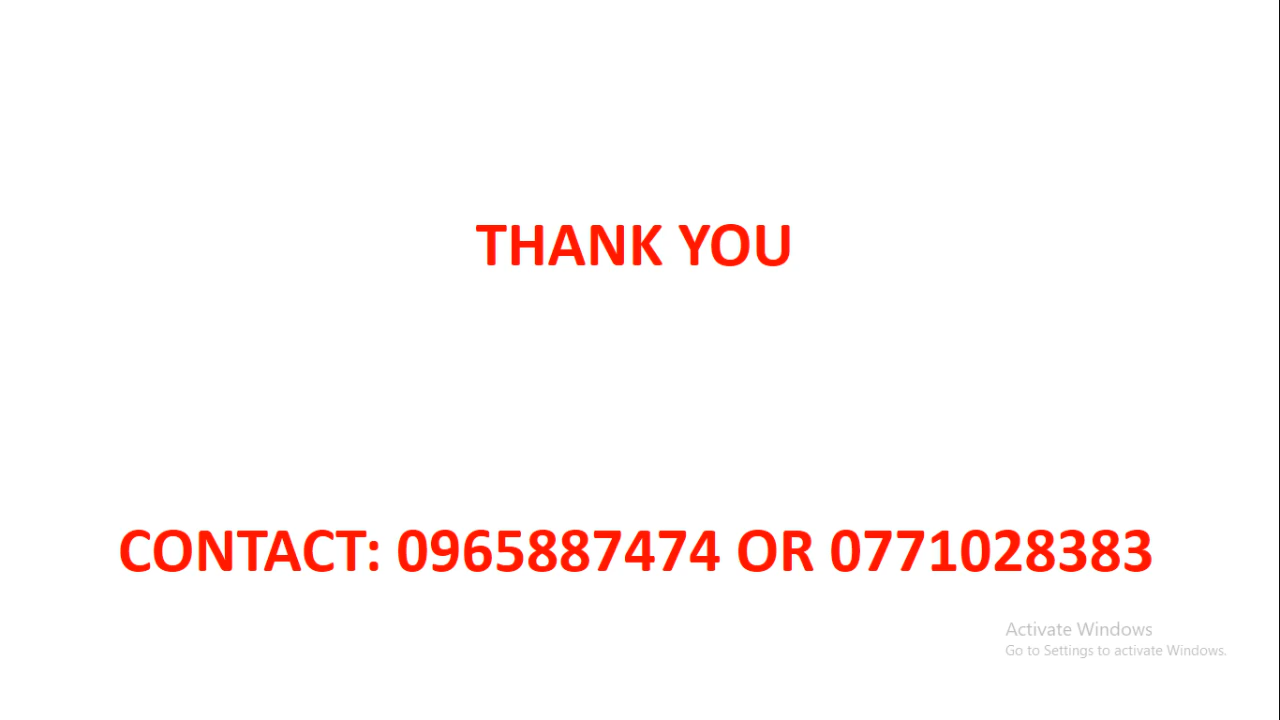 THANK YOU
CONTACT: 0965887474 OR 0771028383
Activate Windows
Go to Settings to activate Windows.